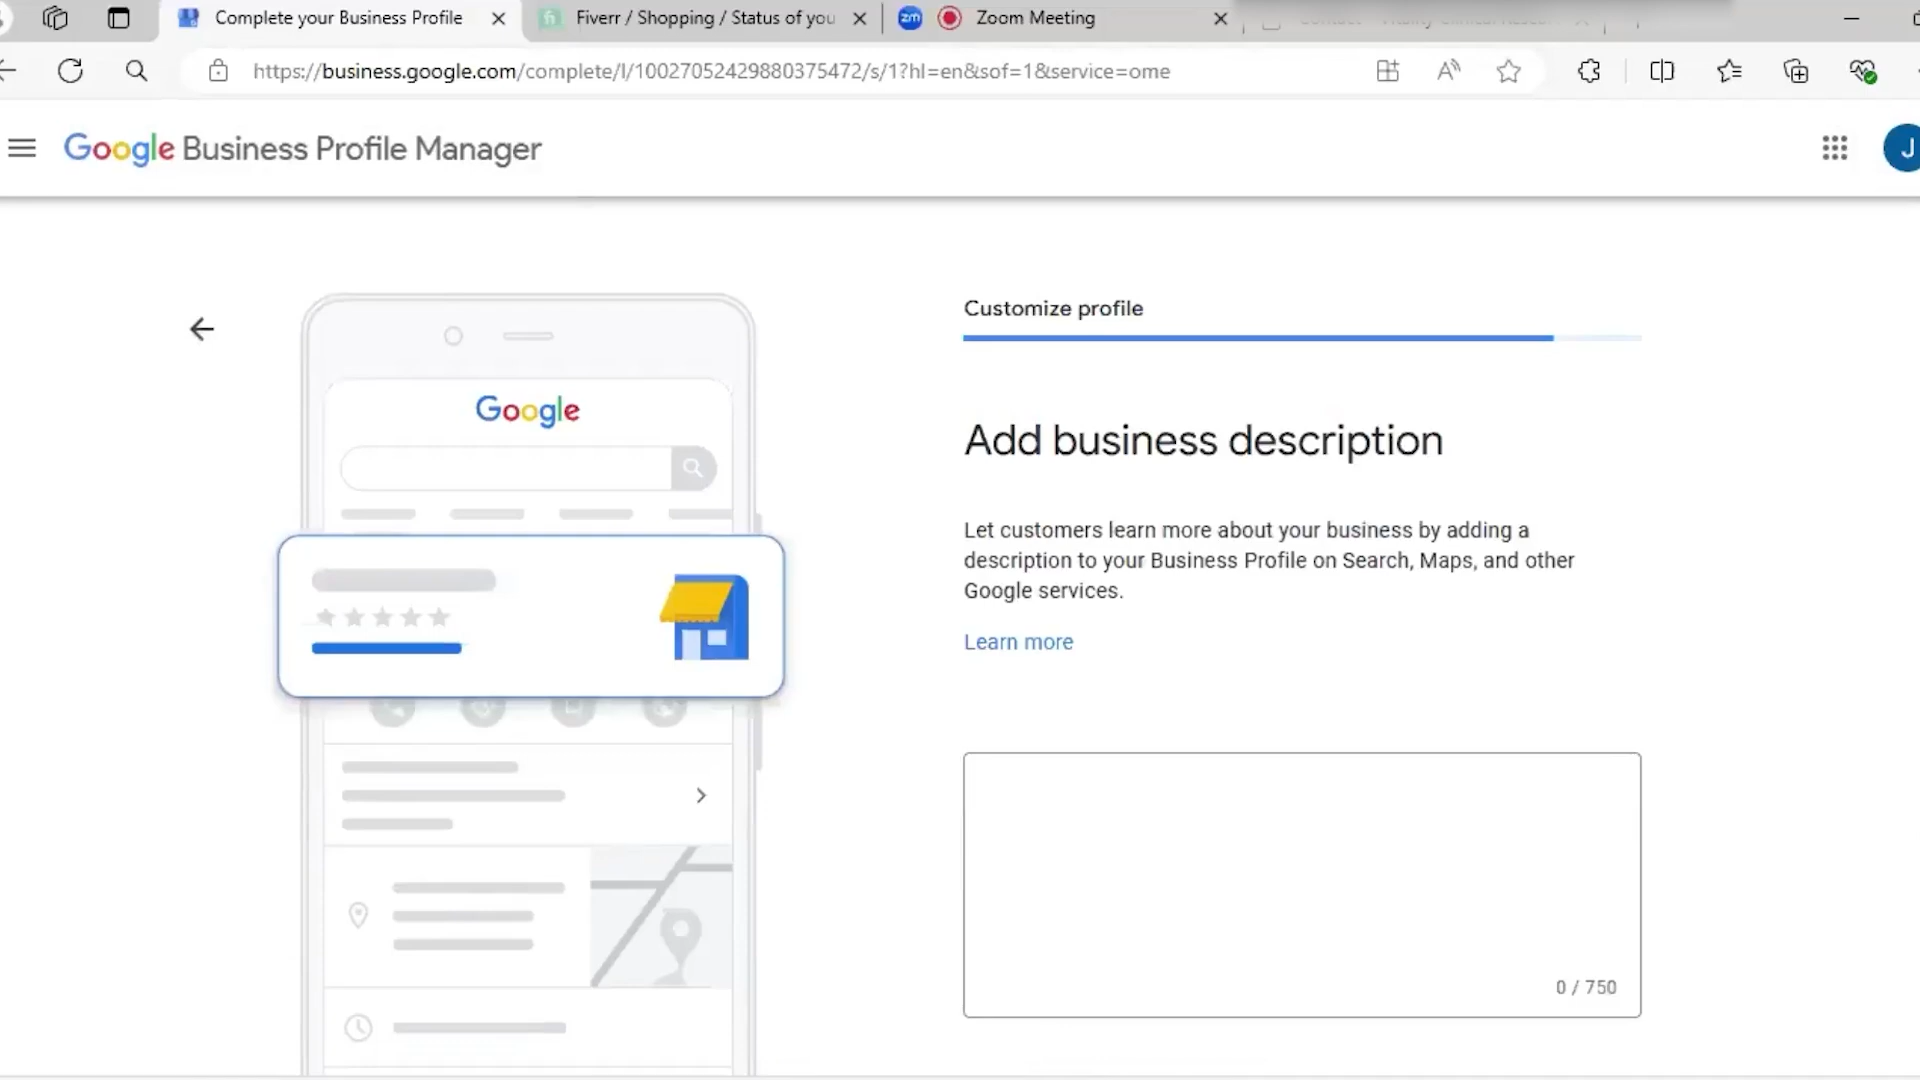 Complete your Business Profile
Fiverr / Shopping / Status of you
zm
Zoom Meeting
https://business.google.com/complete/l/10027052429880375472/s/1?hl=en&sof=1&service=ome
Google Business Profile Manager
J
Customize profile
Google
Add business description
Let customers learn more about your business by adding a
description to your Business Profile on Search, Maps, and other
Google services.
Learn more
0 / 750